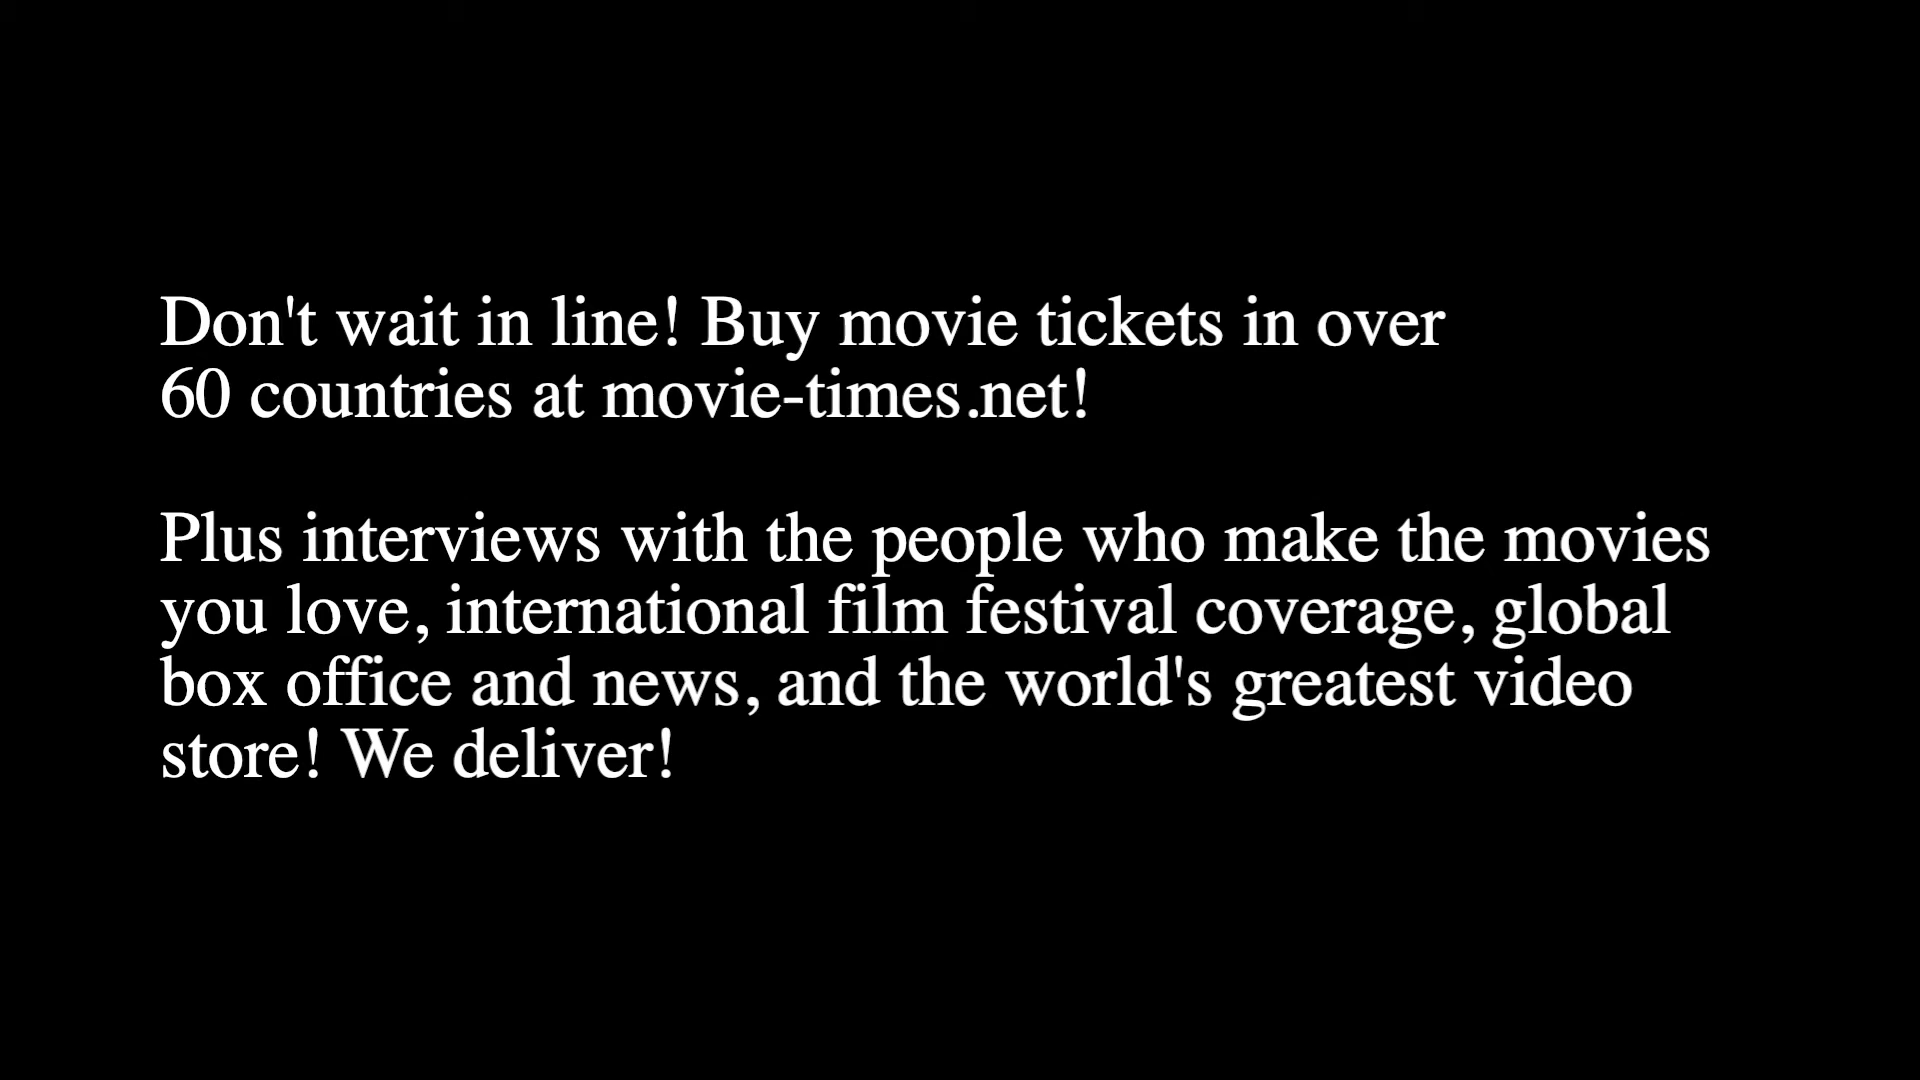 Don't wait in line! Buy movie tickets in over
60 countries at movie-times.net!
Plus interviews with the people who make the movies
you love, international film festival coverage, global
box office and news, and the world's greatest video
store! We deliver!